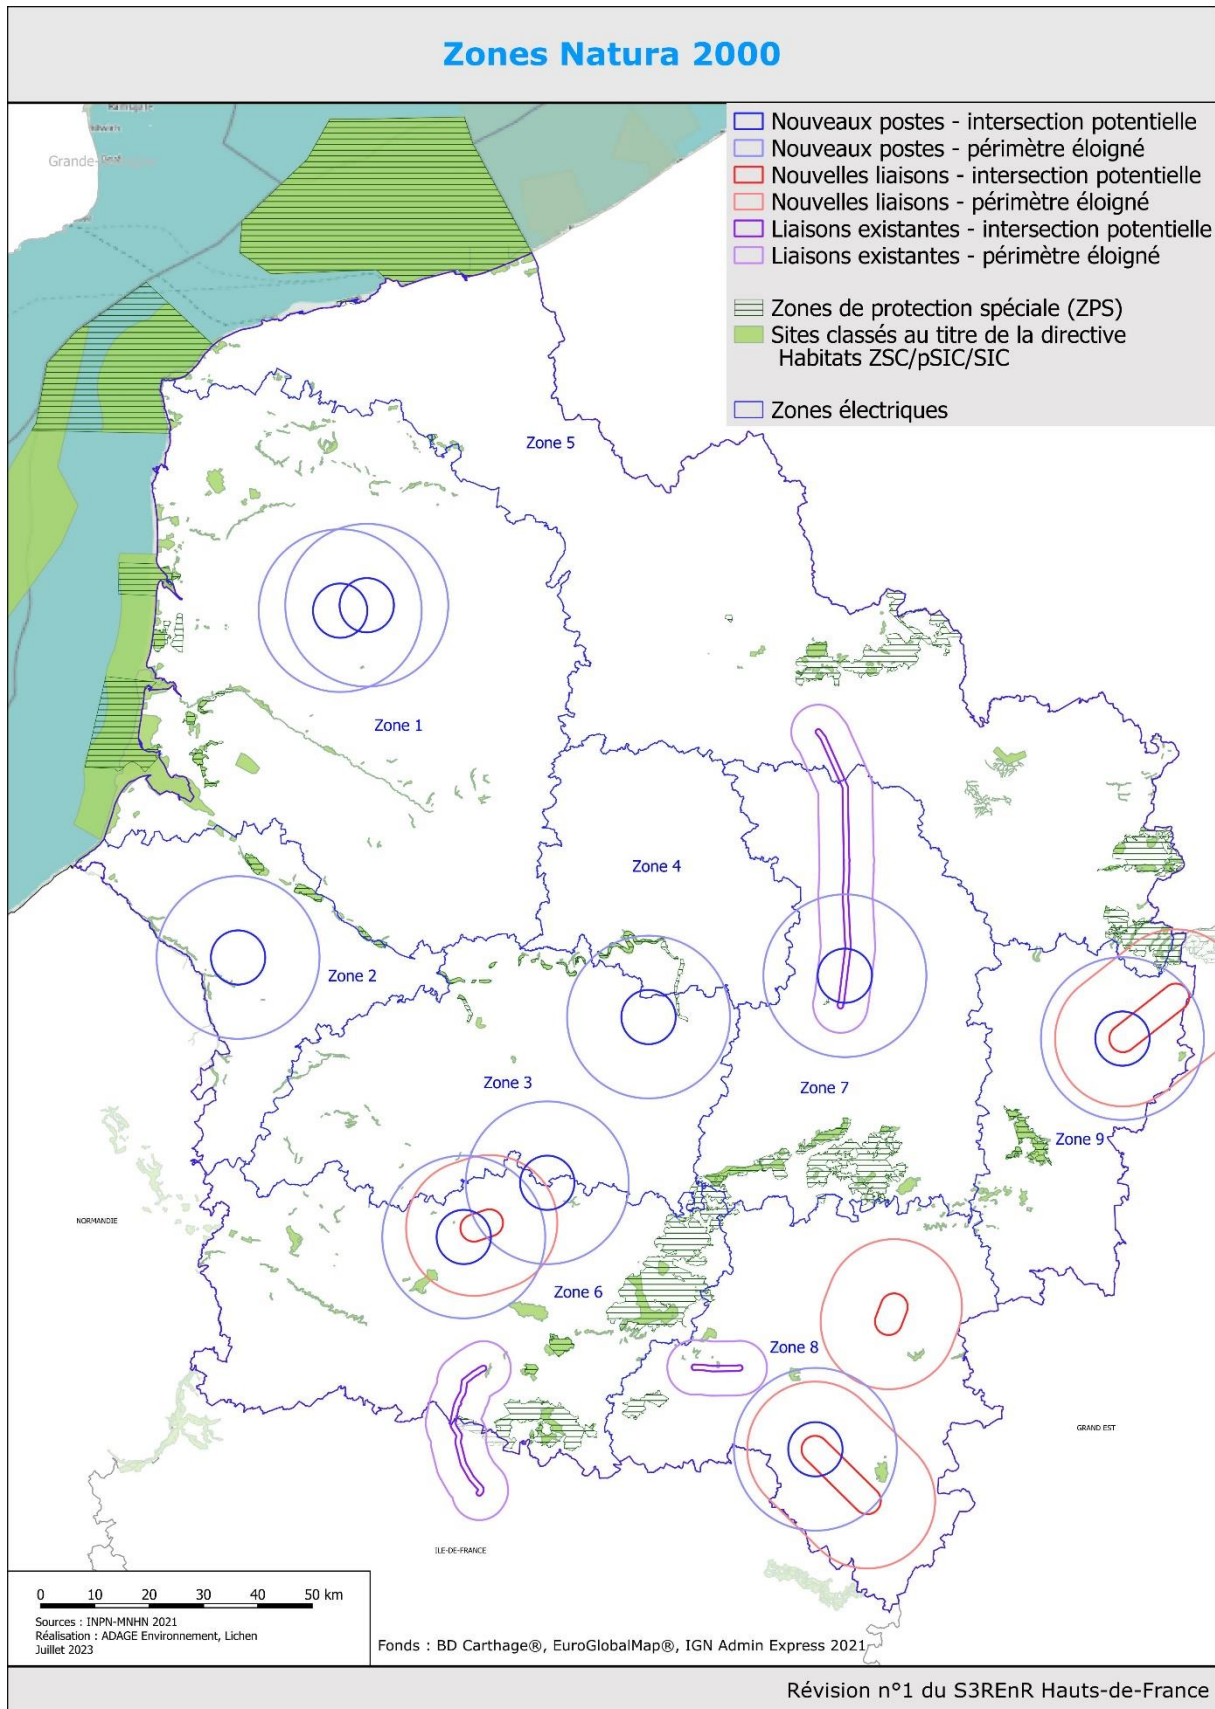 Zones Natura 2000
Nouveaux postes - intersection potentielle
Nouveaux postes - périmètre éloigné
Nouvelles liaisons - intersection potentielle
Nouvelles liaisons - périmètre éloigné
Liaisons existantes - intersection potentielle
Liaisons existantes - périmètre éloigné
Zones de protection spéciale (ZPS)
Sites classés au titre de la directive
Habitats ZSC/pSIC/SIC
Zones électriques
Grande-
Zone 5
Zone 1
Zone 4
Zone 2
Zone 3
Zone 7
Zone 9
NORMANDIE
Zone 6
Zone 8
GRAND EST
ILE-DE-FRANCE
0 10 20 30 40 50 km
Sources : INPN-MNHN 2021
Réalisation : ADAGE Environnement, Lichen
Juillet 2023
Fonds : BD Carthage®, EuroGlobalMap®, IGN Admin Express 2021
Révision n°1 du S3REnR Hauts-de-France